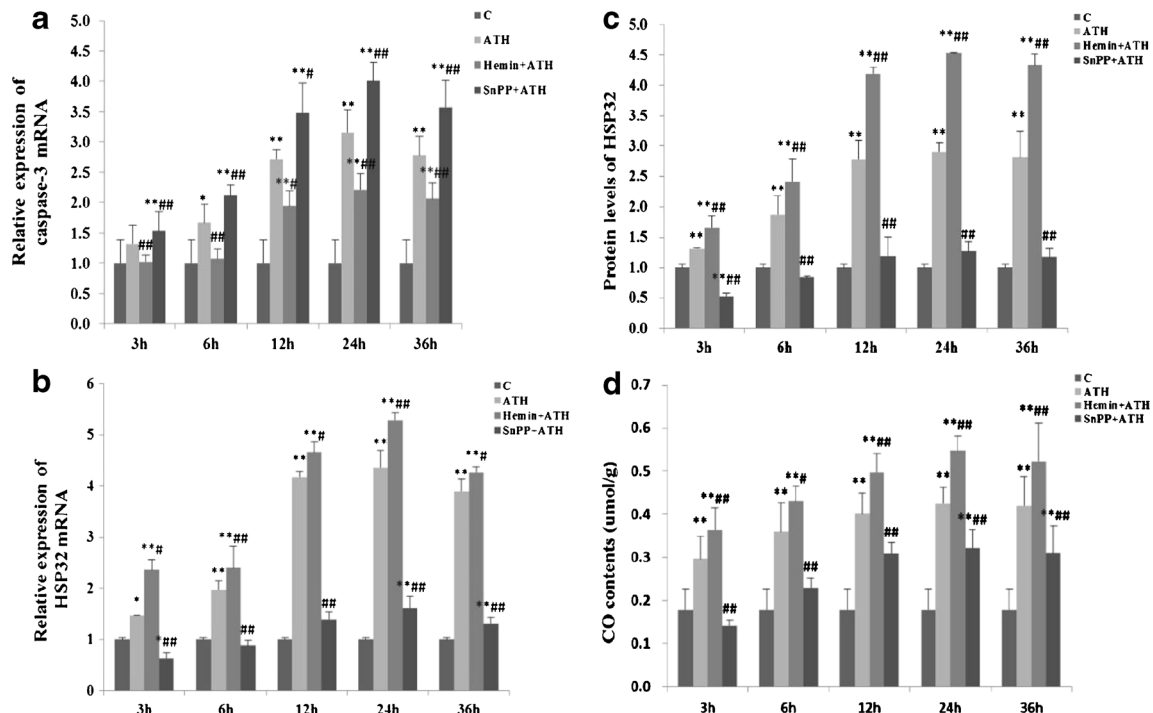 a
Relative expression of
caspase-3 mRNA
5.0
4.5
4.0
3.5
3.0
2.5
2.0
1.5
1.0
0.5
0.0
C
ATH
Hemin+ATH
SnPP+ATH
**## ## 
* ## **##
** **# **#
** **## **##
** **## **##
3h 6h 12h 24h 36h
b
Relative expression of
HSP32 mRNA
6
5
4
3
2
1
0
C
ATH
Hemin+ATH
SnPP-ATH
* **# *##
** **## ##
** **# ##
** **## **##
** **# **##
3h 6h 12h 24h 36h
c
Protein levels of HSP32
5.0
4.5
4.0
3.5
3.0
2.5
2.0
1.5
1.0
0.5
0.0
C
ATH
Hemin+ATH
SnPP+ATH
** **## **##
** **## ##
** **## ##
** **## ##
** **## ##
3h 6h 12h 24h 36h
d
CO contents (umol/g)
0.7
0.6
0.5
0.4
0.3
0.2
0.1
0.0
C
ATH
Hemin+ATH
SnPP+ATH
** **## ##
** **# ##
** **## ##
** **## **##
** **## **##
3h 6h 12h 24h 36h